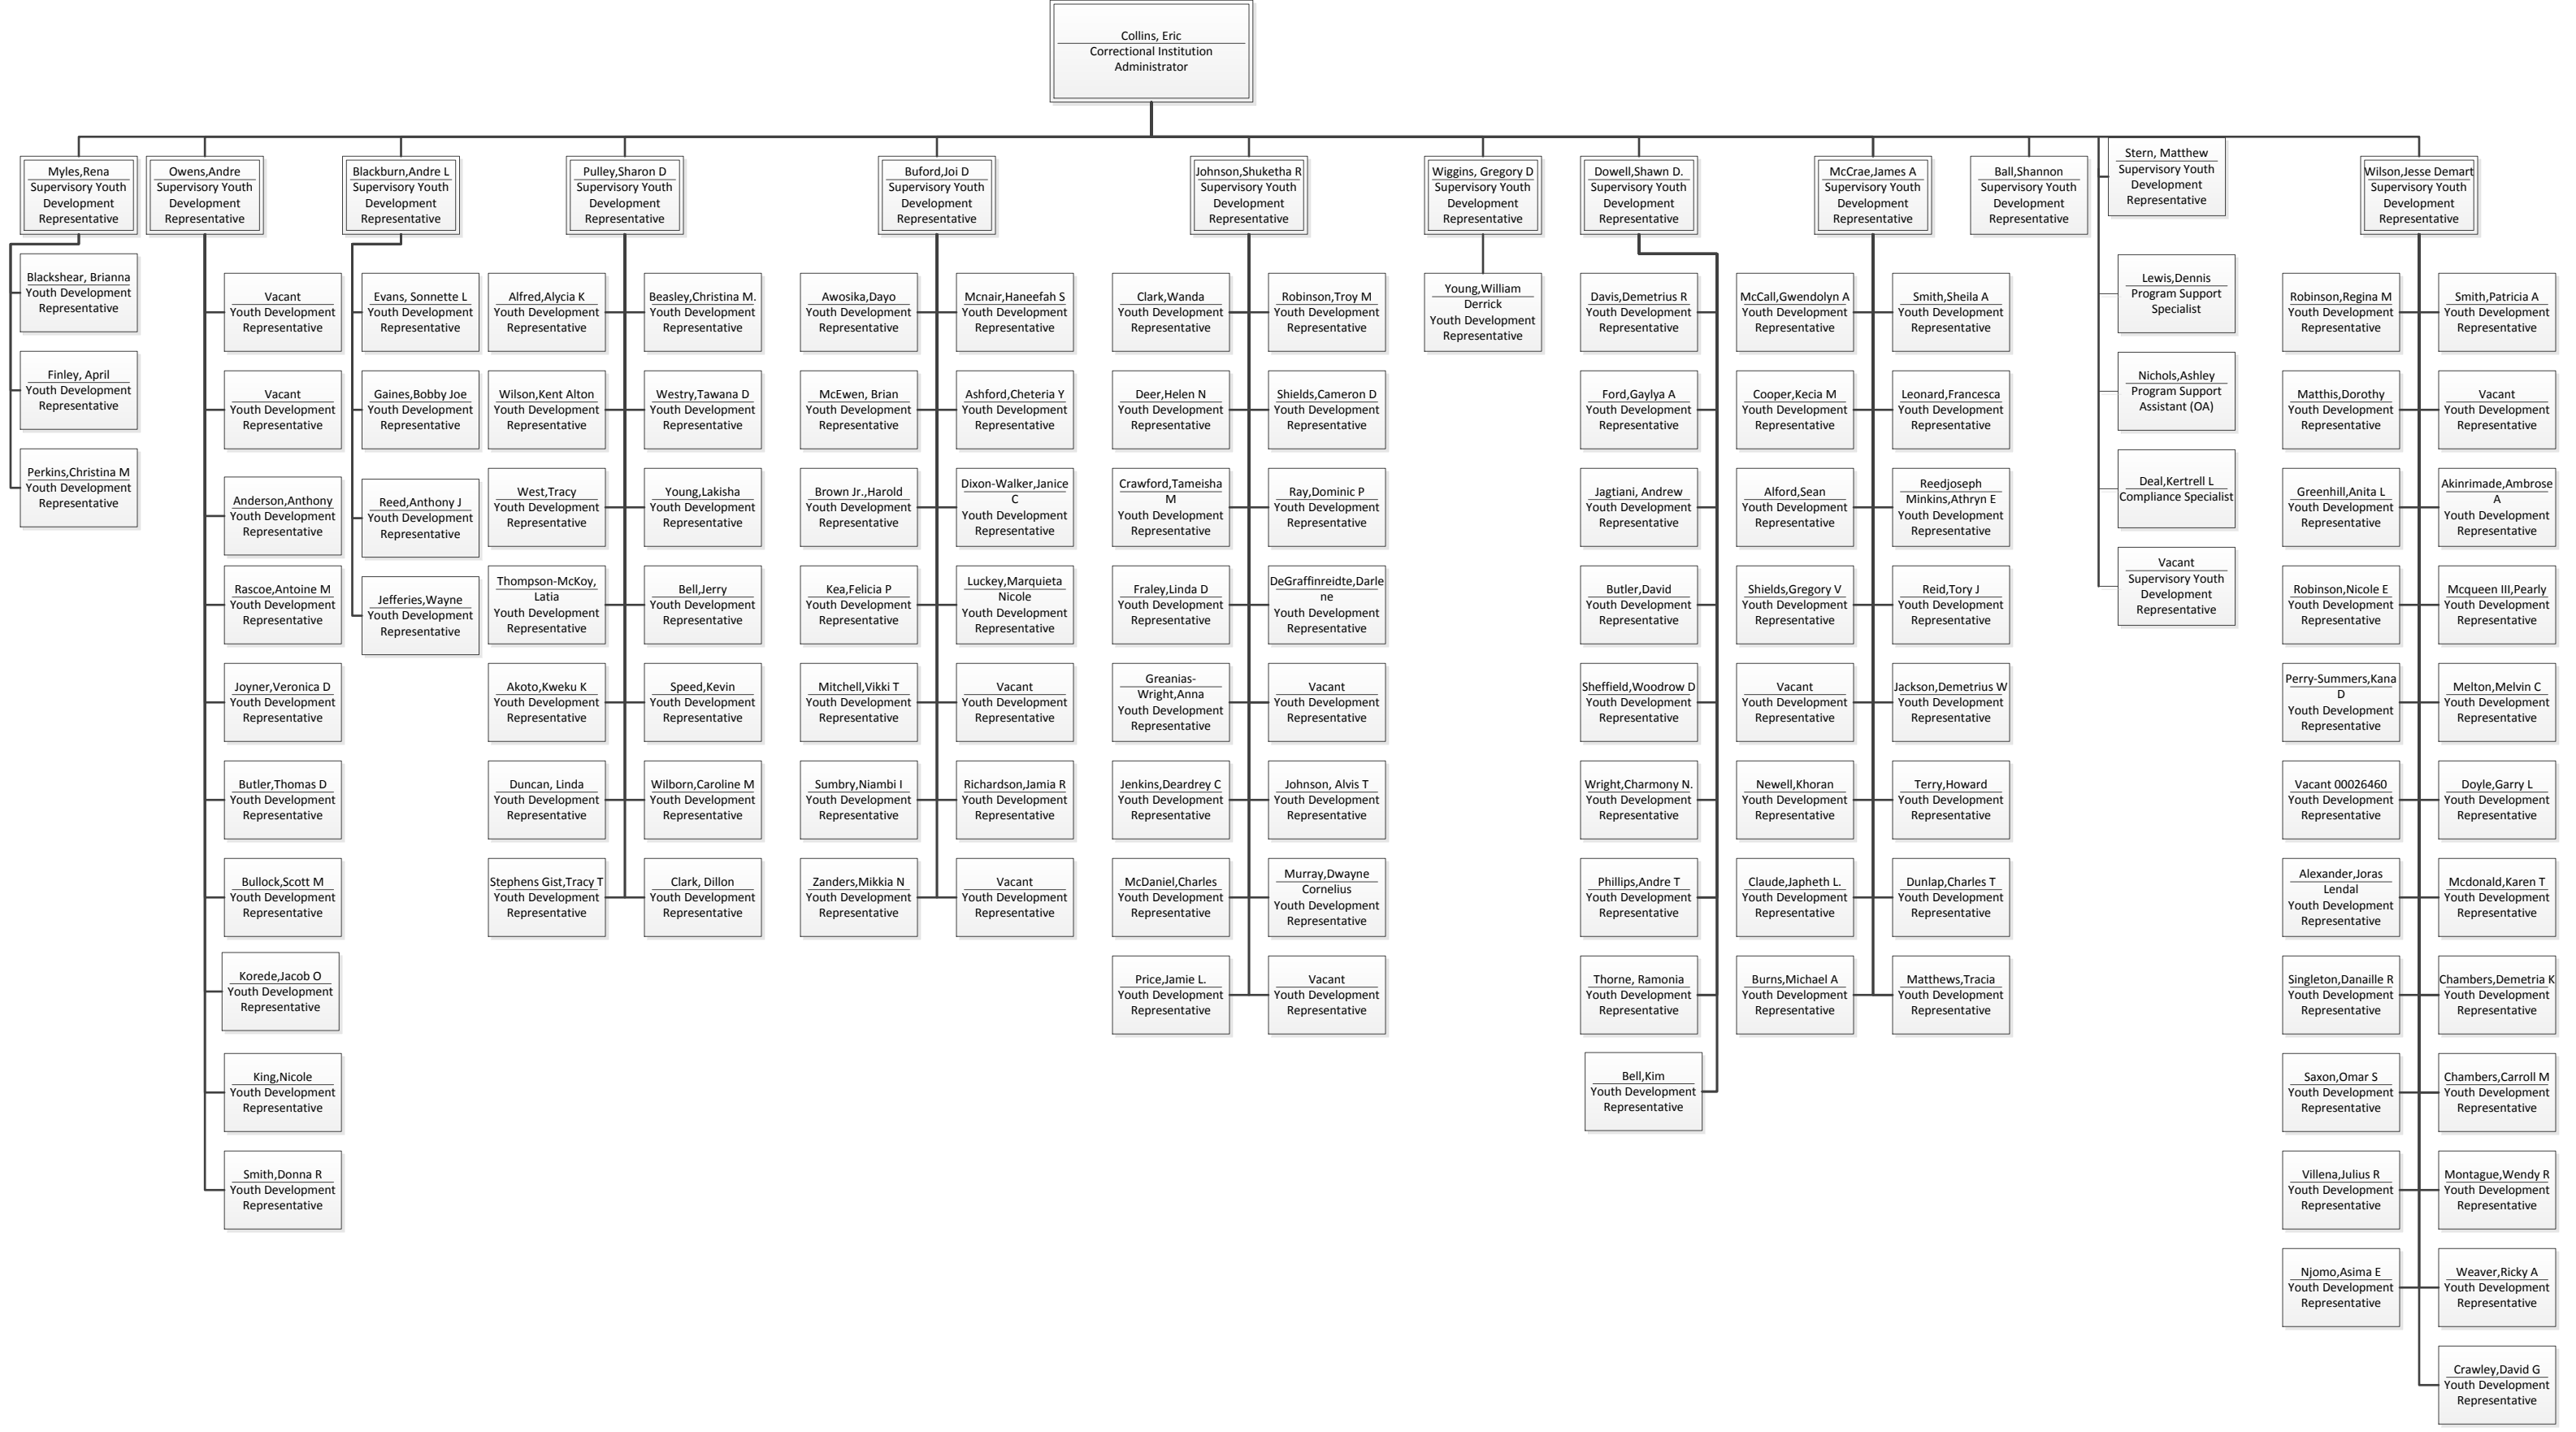 Collins, Eric
Correctional Institution
Administrator
Myles,Rena
Supervisory Youth
Development
Representative
Blackshear, Brianna
Youth Development
Representative
Finley, April
Youth Development
Representative
Perkins,Christina M
Youth Development
Representative
Owens,Andre
Supervisory Youth
Development
Representative
Vacant
Youth Development
Representative
Vacant
Youth Development
Representative
Anderson,Anthony
Youth Development
Representative
Rascoe,Antoine M
Youth Development
Representative
Joyner,Veronica D
Youth Development
Representative
Butler,Thomas D
Youth Development
Representative
Bullock,Scott M
Youth Development
Representative
Korede,Jacob O
Youth Development
Representative
King,Nicole
Youth Development
Representative
Smith,Donna R
Youth Development
Representative
Blackburn,Andre L
Supervisory Youth
Development
Representative
Evans, Sonnette L
Youth Development
Representative
Gaines,Bobby Joe
Youth Development
Representative
Reed,Anthony J
Youth Development
Representative
Jefferies,Wayne
Youth Development
Representative
Pulley,Sharon D
Supervisory Youth
Development
Representative
Alfred,Alycia K
Youth Development
Representative
Beasley,Christina M.
Youth Development
Representative
Wilson,Kent Alton
Youth Development
Representative
Westry,Tawana D
Youth Development
Representative
West,Tracy
Youth Development
Representative
Young,Lakisha
Youth Development
Representative
Thompson-McKoy,
Latia
Youth Development
Representative
Bell,Jerry
Youth Development
Representative
Akoto,Kweku K
Youth Development
Representative
Speed,Kevin
Youth Development
Representative
Duncan, Linda
Youth Development
Representative
Wilborn,Caroline M
Youth Development
Representative
Stephens Gist,Tracy T
Youth Development
Representative
Clark, Dillon
Youth Development
Representative
Buford,Joi D
Supervisory Youth
Development
Representative
Awosika,Dayo
Youth Development
Representative
Mcnair,Haneefah S
Youth Development
Representative
McEwen, Brian
Youth Development
Representative
Ashford,Cheteria Y
Youth Development
Representative
Brown Jr.,Harold
Youth Development
Representative
Dixon-Walker,Janice
C
Youth Development
Representative
Kea,Felicia P
Youth Development
Representative
Luckey,Marquieta
Nicole
Youth Development
Representative
Mitchell,Vikki T
Youth Development
Representative
Vacant
Youth Development
Representative
Sumbry,Niambi I
Youth Development
Representative
Richardson,Jamia R
Youth Development
Representative
Zanders,Mikkia N
Youth Development
Representative
Vacant
Youth Development
Representative
Johnson,Shuketha R
Supervisory Youth
Development
Representative
Clark,Wanda
Youth Development
Representative
Robinson,Troy M
Youth Development
Representative
Deer,Helen N
Youth Development
Representative
Shields,Cameron D
Youth Development
Representative
Crawford,Tameisha
M
Youth Development
Representative
Ray,Dominic P
Youth Development
Representative
Fraley,Linda D
Youth Development
Representative
DeGraffinreidte,Darle
ne
Youth Development
Representative
Greanias-
Wright,Anna
Youth Development
Representative
Vacant
Youth Development
Representative
Jenkins,Deardrey C
Youth Development
Representative
Johnson, Alvis T
Youth Development
Representative
McDaniel,Charles
Youth Development
Representative
Murray,Dwayne
Cornelius
Youth Development
Representative
Price,Jamie L.
Youth Development
Representative
Vacant
Youth Development
Representative
Wiggins, Gregory D
Supervisory Youth
Development
Representative
Young,William
Derrick
Youth Development
Representative
Dowell,Shawn D.
Supervisory Youth
Development
Representative
Davis,Demetrius R
Youth Development
Representative
Ford,Gaylya A
Youth Development
Representative
Jagtiani, Andrew
Youth Development
Representative
Butler,David
Youth Development
Representative
Sheffield,Woodrow D
Youth Development
Representative
Wright,Charmony N.
Youth Development
Representative
Phillips,Andre T
Youth Development
Representative
Thorne, Ramonia
Youth Development
Representative
Bell,Kim
Youth Development
Representative
McCrae,James A
Supervisory Youth
Development
Representative
McCall,Gwendolyn A
Youth Development
Representative
Smith,Sheila A
Youth Development
Representative
Cooper,Kecia M
Youth Development
Representative
Leonard,Francesca
Youth Development
Representative
Alford,Sean
Youth Development
Representative
Reedjoseph
Minkins,Athryn E
Youth Development
Representative
Shields,Gregory V
Youth Development
Representative
Reid,Tory J
Youth Development
Representative
Vacant
Youth Development
Representative
Jackson,Demetrius W
Youth Development
Representative
Newell,Khoran
Youth Development
Representative
Terry,Howard
Youth Development
Representative
Claude,Japheth L.
Youth Development
Representative
Dunlap,Charles T
Youth Development
Representative
Burns,Michael A
Youth Development
Representative
Matthews,Tracia
Youth Development
Representative
Ball,Shannon
Supervisory Youth
Development
Representative
Stern, Matthew
Supervisory Youth
Development
Representative
Lewis,Dennis
Program Support
Specialist
Nichols,Ashley
Program Support
Assistant (OA)
Deal,Kertrell L
Compliance Specialist
Vacant
Supervisory Youth
Development
Representative
Wilson,Jesse Demart
Supervisory Youth
Development
Representative
Robinson,Regina M
Youth Development
Representative
Smith,Patricia A
Youth Development
Representative
Matthis,Dorothy
Youth Development
Representative
Vacant
Youth Development
Representative
Greenhill,Anita L
Youth Development
Representative
Akinrimade,Ambrose
A
Youth Development
Representative
Robinson,Nicole E
Youth Development
Representative
Mcqueen III,Pearly
Youth Development
Representative
Perry-Summers,Kana
D
Youth Development
Representative
Melton,Melvin C
Youth Development
Representative
Vacant 00026460
Youth Development
Representative
Doyle,Garry L
Youth Development
Representative
Alexander,Joras
Lendal
Youth Development
Representative
Mcdonald,Karen T
Youth Development
Representative
Singleton,Danaille R
Youth Development
Representative
Chambers,Demetria K
Youth Development
Representative
Saxon,Omar S
Youth Development
Representative
Chambers,Carroll M
Youth Development
Representative
Villena,Julius R
Youth Development
Representative
Montague,Wendy R
Youth Development
Representative
Njomo,Asima E
Youth Development
Representative
Weaver,Ricky A
Youth Development
Representative
Crawley,David G
Youth Development
Representative